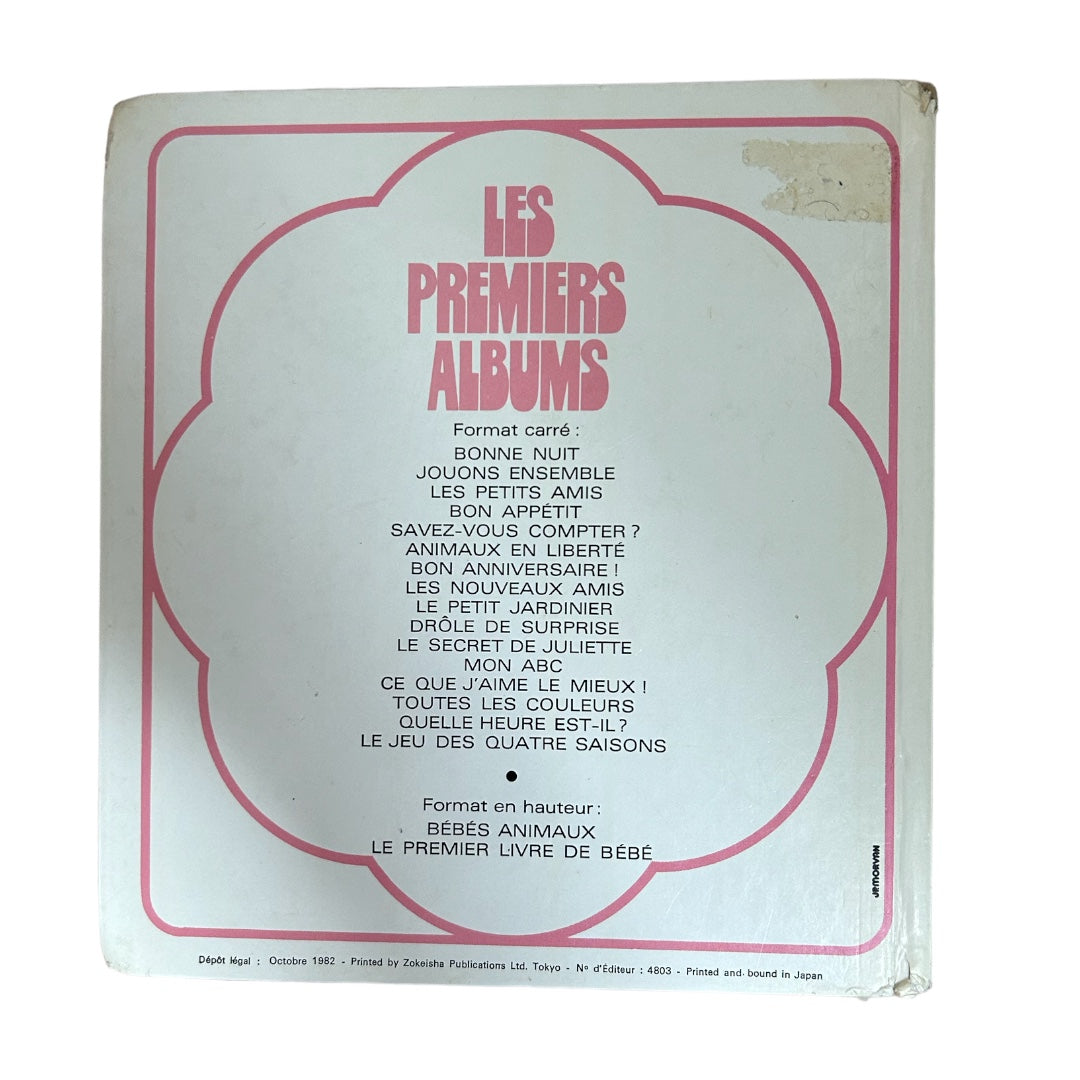 LES
PREMIERS
ALBUMS
Format carré :
BONNE NUIT
JOUONS ENSEMBLE
LES PETITS AMIS
BON APPÉTIT
SAVEZ-VOUS COMPTER ?
ANIMAUX EN LIBERTÉ
BON ANNIVERSAIRE !
LES NOUVEAUX AMIS
LE PETIT JARDINIER
DRÔLE DE SURPRISE
LE SECRET DE JULIETTE
MON ABC
CE QUE J'AIME LE MIEUX !
TOUTES LES COULEURS
QUELLE HEURE EST-IL ?
LE JEU DES QUATRE SAISONS
●
Format en hauteur :
BÉBÉS ANIMAUX
LE PREMIER LIVRE DE BÉBÉ
JP.MORVAN
Dépôt légal : Octobre 1982 - Printed by Zokeisha Publications Ltd. Tokyo - Nº d'Éditeur : 4803 - Printed and bound in Japan